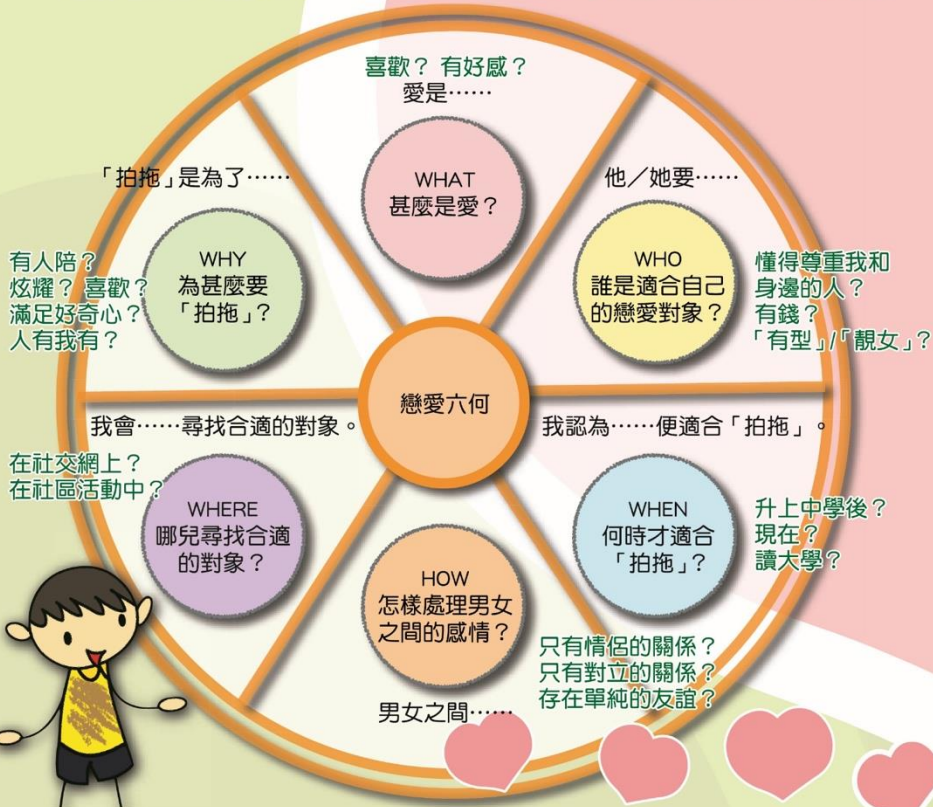 喜歡？ 有好感？
愛是……
WHAT
甚麼是愛？
他／她要……
WHO
誰是適合自己
的戀愛對象？
懂得尊重我和
身邊的人？
有錢？
「有型」/「靚女」？
我認為……便適合「拍拖」。
WHEN
何時才適合
「拍拖」？
升上中學後？
現在？
讀大學？
HOW
怎樣處理男女
之間的感情？
男女之間……
只有情侶的關係？
只有對立的關係？
存在單純的友誼？
我會……尋找合適的對象。
WHERE
哪兒尋找合適
的對象？
在社交網上？
在社區活動中？
「拍拖」是為了……
WHY
為甚麼要
「拍拖」？
有人陪？
炫耀？ 喜歡？
滿足好奇心？
人有我有？
戀愛六何